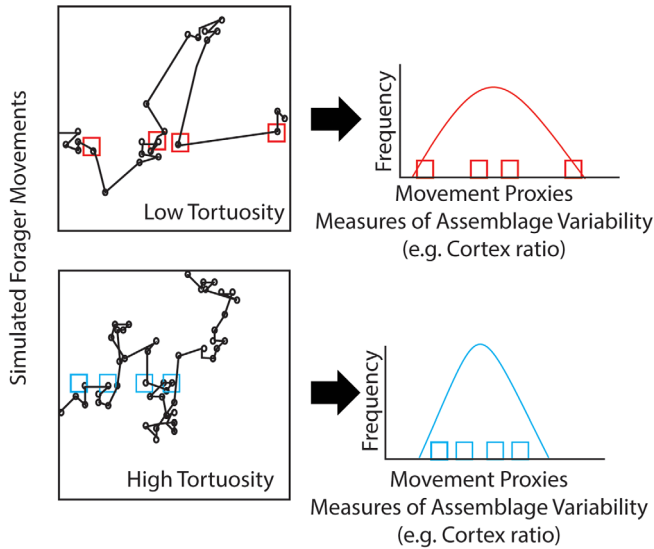 Simulated Forager Movements
Low Tortuosity
Frequency
Movement Proxies
Measures of Assemblage Variability
(e.g. Cortex ratio)
High Tortuosity
Frequency
Movement Proxies
Measures of Assemblage Variability
(e.g. Cortex ratio)